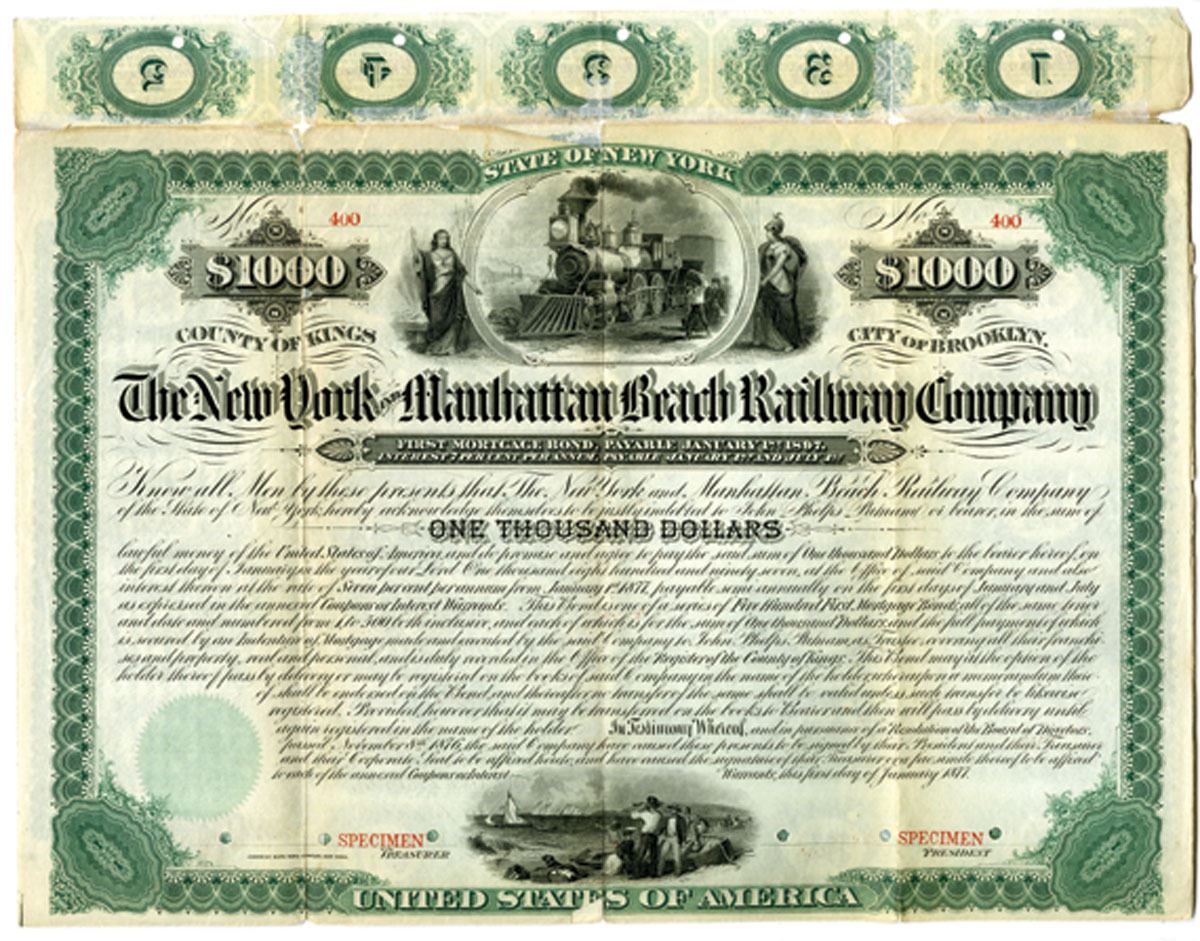 5 4 3 2 1
STATE OF NEW YORK
No. 400 No. 400
$1000 $1000
COUNTY OF KINGS CITY OF BROOKLYN.
The New York and Manhattan Beach Railway Company
FIRST MORTGAGE BOND, PAYABLE JANUARY 1st 1897.
INTEREST 7 PER CENT PER ANNUM, PAYABLE JANUARY 1st AND JULY 1st
Know all Men by these presents that The New York and Manhattan Beach Railway Company
of the State of New York, hereby acknowledge themselves to be justly indebted to John Phelps Putnam or bearer, in the sum of
ONE THOUSAND DOLLARS
lawful money of the United States of America, and do promise and agree to pay the said sum of One thousand Dollars to the bearer hereof, on
the first day of January in the year of our Lord One thousand eight hundred and ninety seven, at the Office of said Company and also
interest thereon at the rate of Seven per cent per annum from January 1st 1877, payable semi annually on the first days of January and July
as expressed in the annexed Coupons or Interest Warrants. This Bond is one of a series of Five Hundred First Mortgage Bonds, all of the same tenor
and date and numbered from 1 to 500 both inclusive, and each of which is for the sum of One thousand Dollars, and the full payment of which
is secured by an Indenture of Mortgage made and executed by the said Company to John Phelps Putnam as Trustee, covering all their franchi-
ses and property, real and personal, and is duly recorded in the Office of the Register of the County of Kings. This Bond may at the option of the
holder thereof pass by delivery or may be registered on the books of said Company in the name of the holder, whereupon a memorandum there
of shall be endorsed on the Bond, and thereafter no transfer of the same shall be valid unless such transfer be likewise
registered. Provided, however that it may be transferred on the books to Bearer and then will pass by delivery until
again registered in the name of the holder. In Testimony Whereof, and in pursuance of a Resolution of the Board of Directors,
passed November 8th 1876, the said Company have caused these presents to be signed by their President and their Treasurer
and their Corporate Seal to be affixed hereto, and have caused the signature of their Treasurer or a fac simile thereof to be affixed
to each of the annexed Coupons or Interest Warrants, this first day of January 1877.
SPECIMEN SPECIMEN
TREASURER PRESIDENT
UNITED STATES OF AMERICA